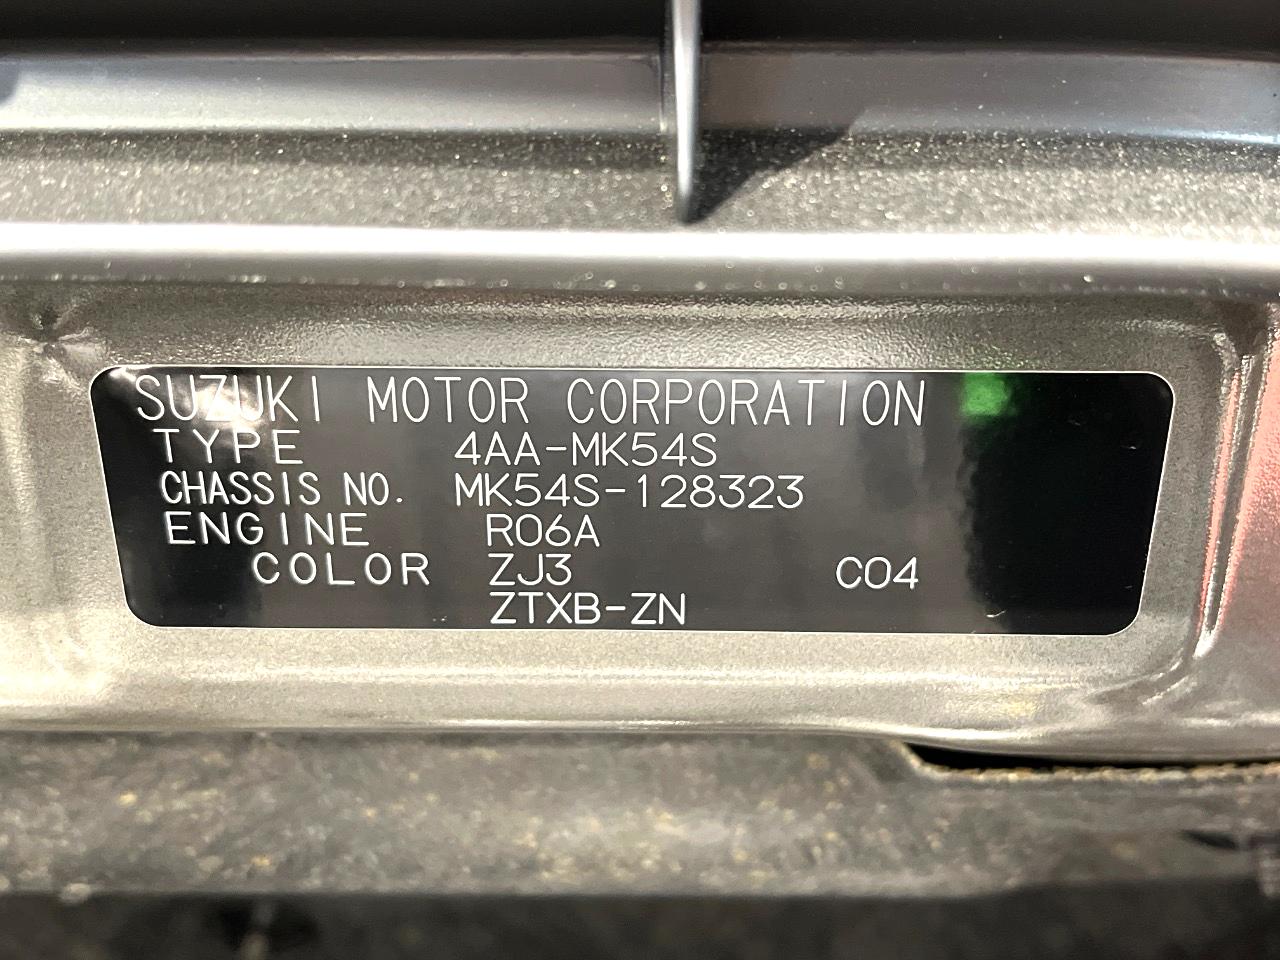 SUZUKI MOTOR CORPORATION
TYPE 4AA-MK54S
CHASSIS NO. MK54S-128323
ENGINE R06A
COLOR ZJ3 C04
ZTXB-ZN